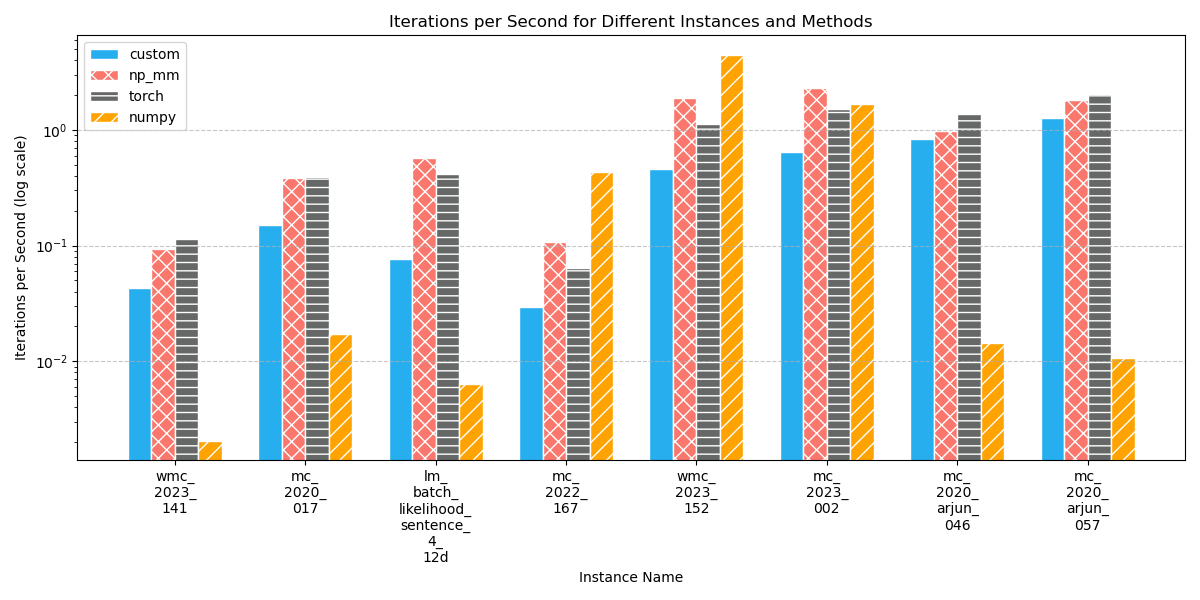 Iterations per Second for Different Instances and Methods
custom
np_mm
torch
numpy
Iterations per Second (log scale)
10^0
10^-1
10^-2
wmc_
2023_
141
mc_
2020_
017
lm_
batch_
likelihood_
sentence_
4_
12d
mc_
2022_
167
wmc_
2023_
152
mc_
2023_
002
mc_
2020_
arjun_
046
mc_
2020_
arjun_
057
Instance Name